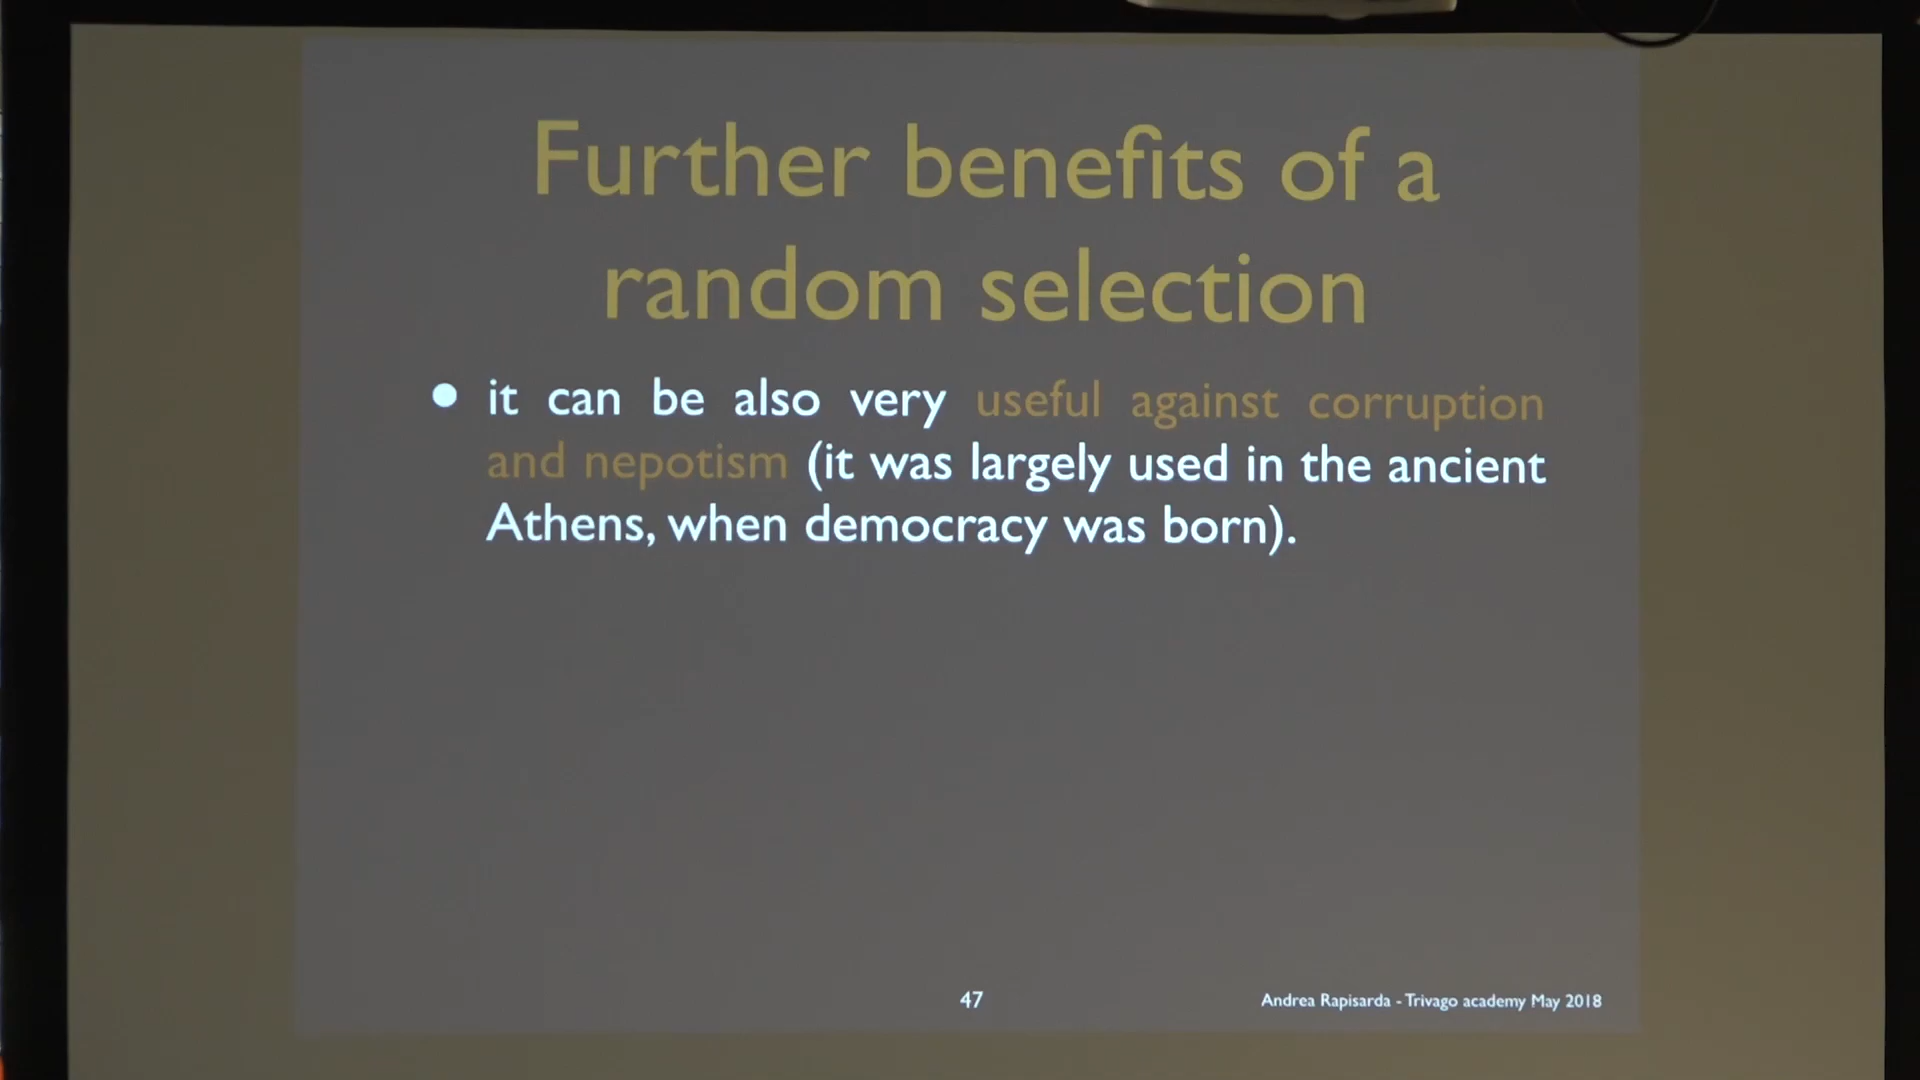 Further benefits of a
random selection
● it can be also very useful against corruption
and nepotism (it was largely used in the ancient
Athens, when democracy was born).
47
Andrea Rapisarda - Trivago academy May 2018